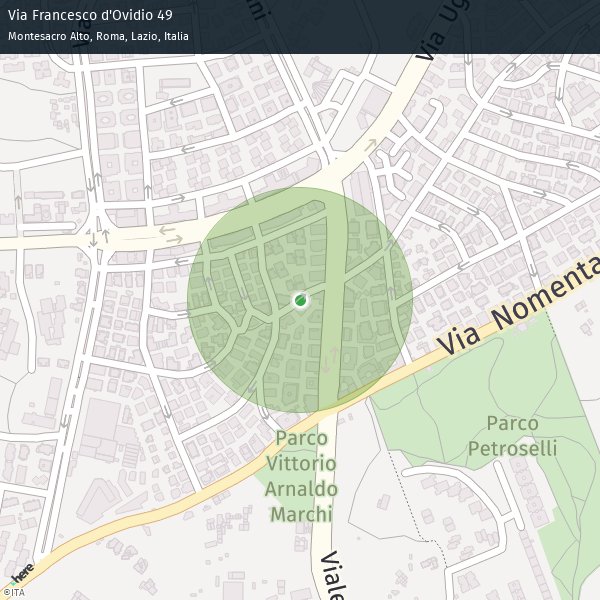 Via Francesco d'Ovidio 49
Montesacro Alto, Roma, Lazio, Italia
Via Ug
Via Nomenta
Parco
Petroselli
Parco
Vittorio
Arnaldo
Marchi
Viale
here
©ITA